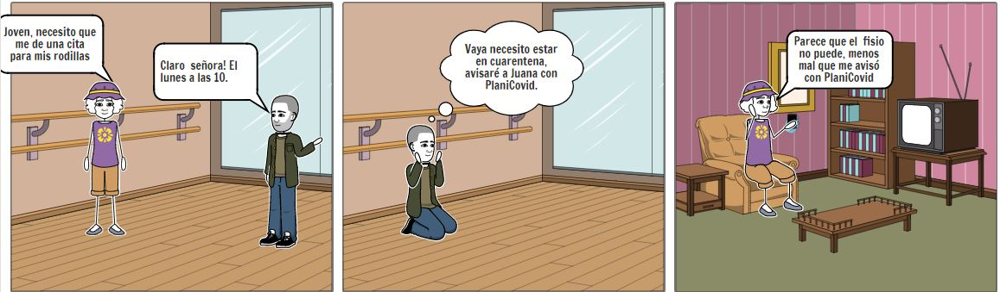 Joven, necesito que
me de una cita
para mis rodillas
Claro señora! El
lunes a las 10.
Vaya necesito estar
en cuarentena,
avisaré a Juana con
PlaniCovid.
Parece que el fisio
no puede, menos
mal que me avisó
con PlaniCovid